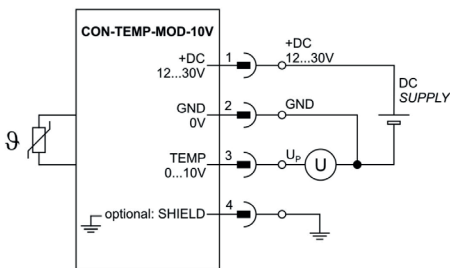 CON-TEMP-MOD-10V
+DC 1 +DC
12...30V 12...30V
DC
SUPPLY
GND 2 GND
0V
ϑ
TEMP 3 UP U
0...10V
optional: SHIELD 4